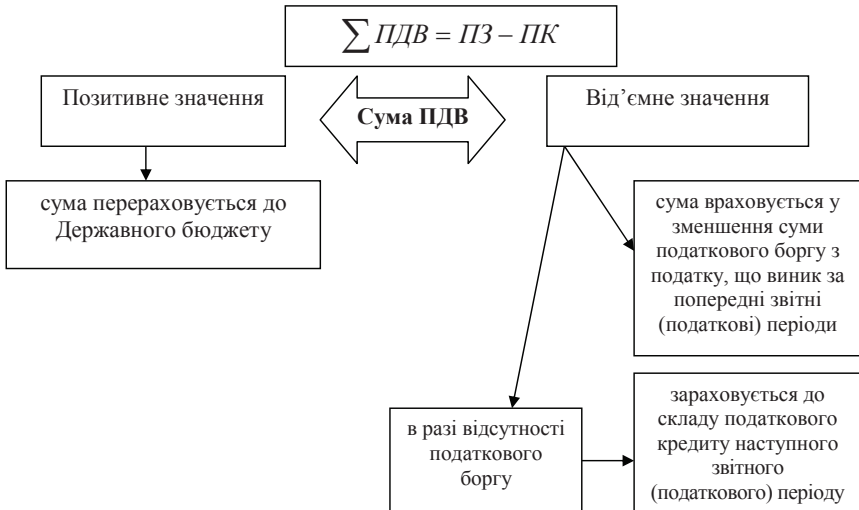 ∑ ПДВ = ПЗ − ПК
Позитивне значення
Сума ПДВ
Від’ємне значення
сума перераховується до
Державного бюджету
сума враховується у
зменшення суми
податкового боргу з
податку, що виник за
попередні звітні
(податкові) періоди
в разі відсутності
податкового
боргу
зараховується до
складу податкового
кредиту наступного
звітного
(податкового) періоду